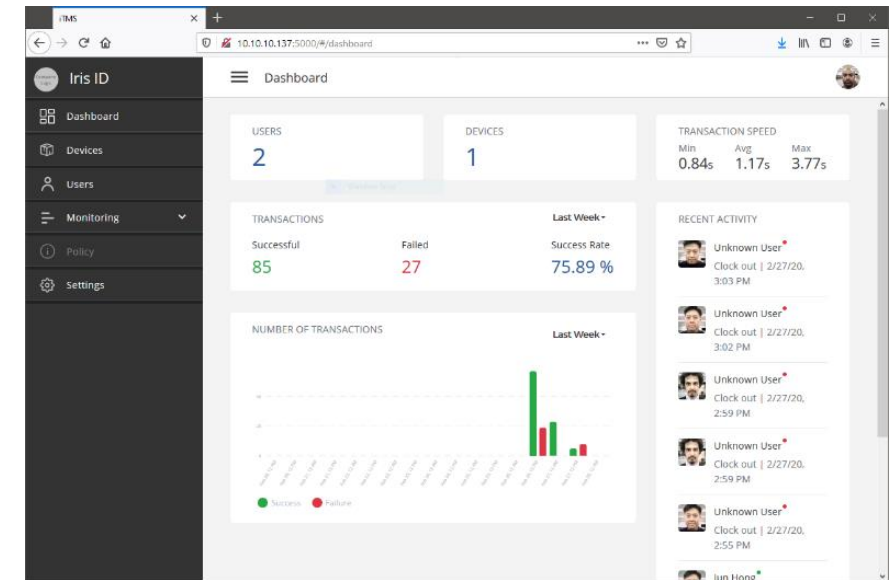 iTMS
10.10.10.137:5000/#/dashboard
Iris ID
Dashboard
Dashboard
Devices
Users
Monitoring
Policy
Settings
USERS
2
DEVICES
1
TRANSACTION SPEED
Min Avg Max
0.84s 1.17s 3.77s
TRANSACTIONS
Last Week
Successful Failed Success Rate
85 27 75.89 %
NUMBER OF TRANSACTIONS
Last Week
Success Failure
RECENT ACTIVITY
Unknown User
Clock out | 2/27/20,
3:03 PM
Unknown User
Clock out | 2/27/20,
3:02 PM
Unknown User
Clock out | 2/27/20,
2:59 PM
Unknown User
Clock out | 2/27/20,
2:59 PM
Unknown User
Clock out | 2/27/20,
2:55 PM
Jun Hong